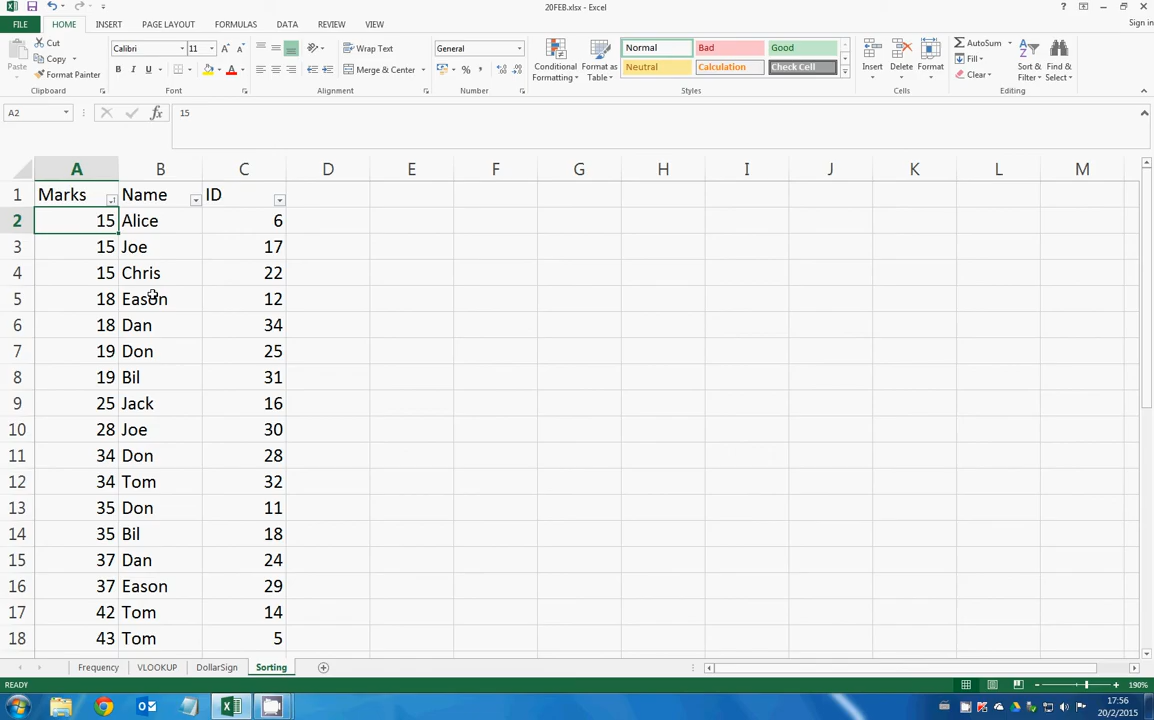 20FEB.xlsx - Excel
Sign in
FILE HOME INSERT PAGE LAYOUT FORMULAS DATA REVIEW VIEW
Paste Cut Copy Format Painter Clipboard
Calibri 11 A A B I U A Font
Wrap Text Merge & Center Alignment
General % , Number
Conditional Formatting Format as Table
Normal Bad Good
Neutral Calculation Check Cell
Styles
Insert Delete Format Cells
AutoSum Fill Clear Sort & Filter Find & Select Editing
A2 fx 15
A B C D E F G H I J K L M
1 Marks Name ID
2 15 Alice 6
3 15 Joe 17
4 15 Chris 22
5 18 Eason 12
6 18 Dan 34
7 19 Don 25
8 19 Bil 31
9 25 Jack 16
10 28 Joe 30
11 34 Don 28
12 34 Tom 32
13 35 Don 11
14 35 Bil 18
15 37 Dan 24
16 37 Eason 29
17 42 Tom 14
18 43 Tom 5
Frequency VLOOKUP DollarSign Sorting
READY 190%
17:56
20/2/2015